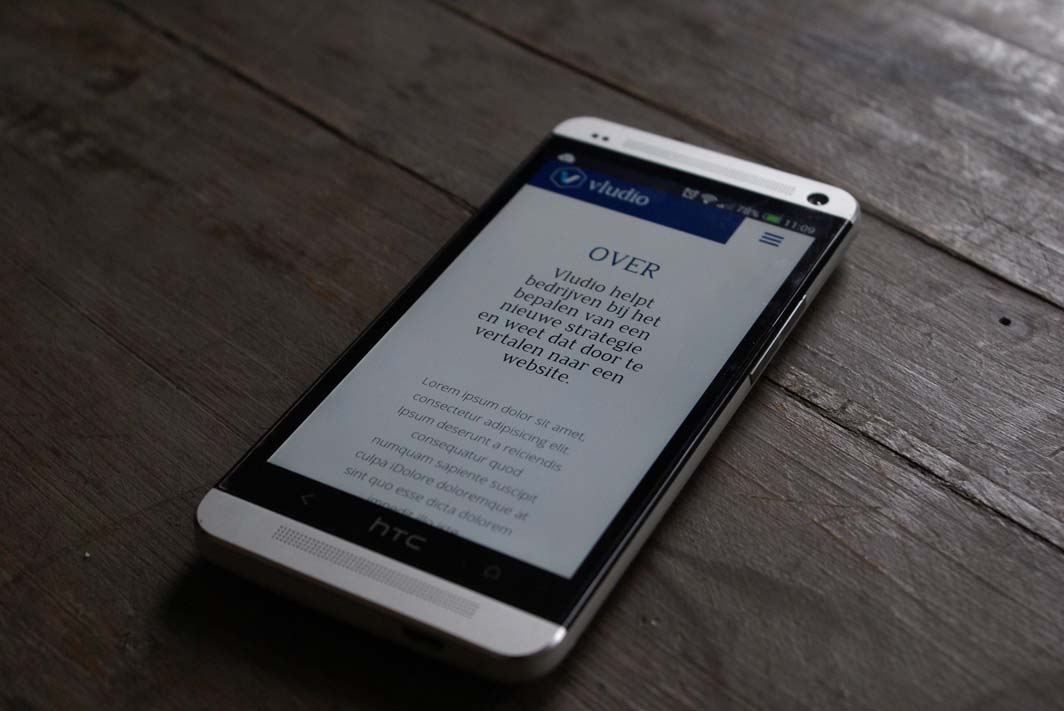 vludio
78% 11:09
OVER
Vludio helpt
bedrijven bij het
bepalen van een
nieuwe strategie
en weet dat door te
vertalen naar een
website.
Lorem ipsum dolor sit amet,
consectetur adipisicing elit.
Ipsum deserunt a reiciendis
consequatur quod
numquam sapiente suscipit
culpa iDolore doloremque at
sint quo esse dicta dolorem
impedit
hTC